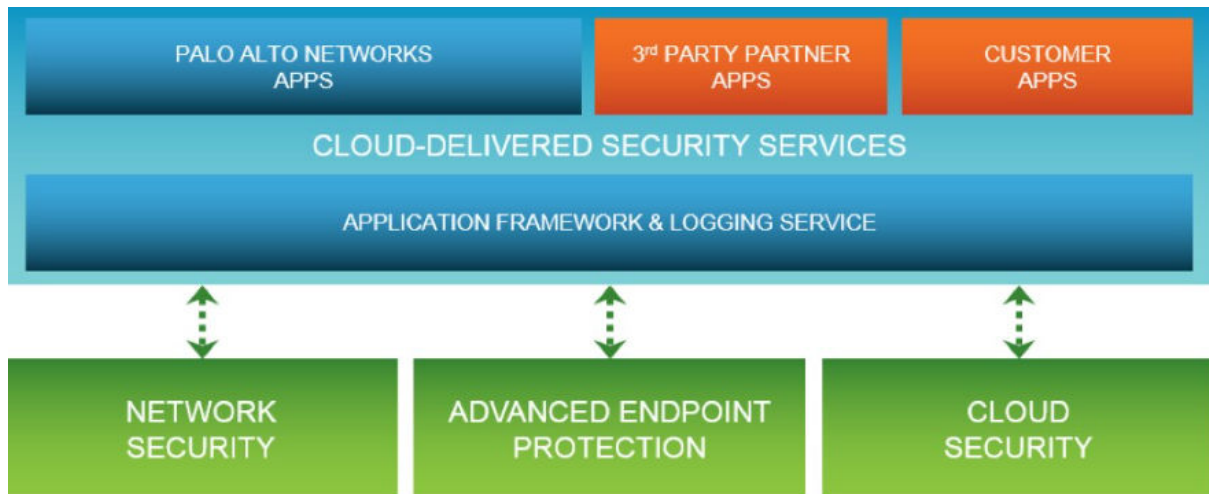 PALO ALTO NETWORKS
APPS
3rd PARTY PARTNER
APPS
CUSTOMER
APPS
CLOUD-DELIVERED SECURITY SERVICES
APPLICATION FRAMEWORK & LOGGING SERVICE
NETWORK
SECURITY
ADVANCED ENDPOINT
PROTECTION
CLOUD
SECURITY